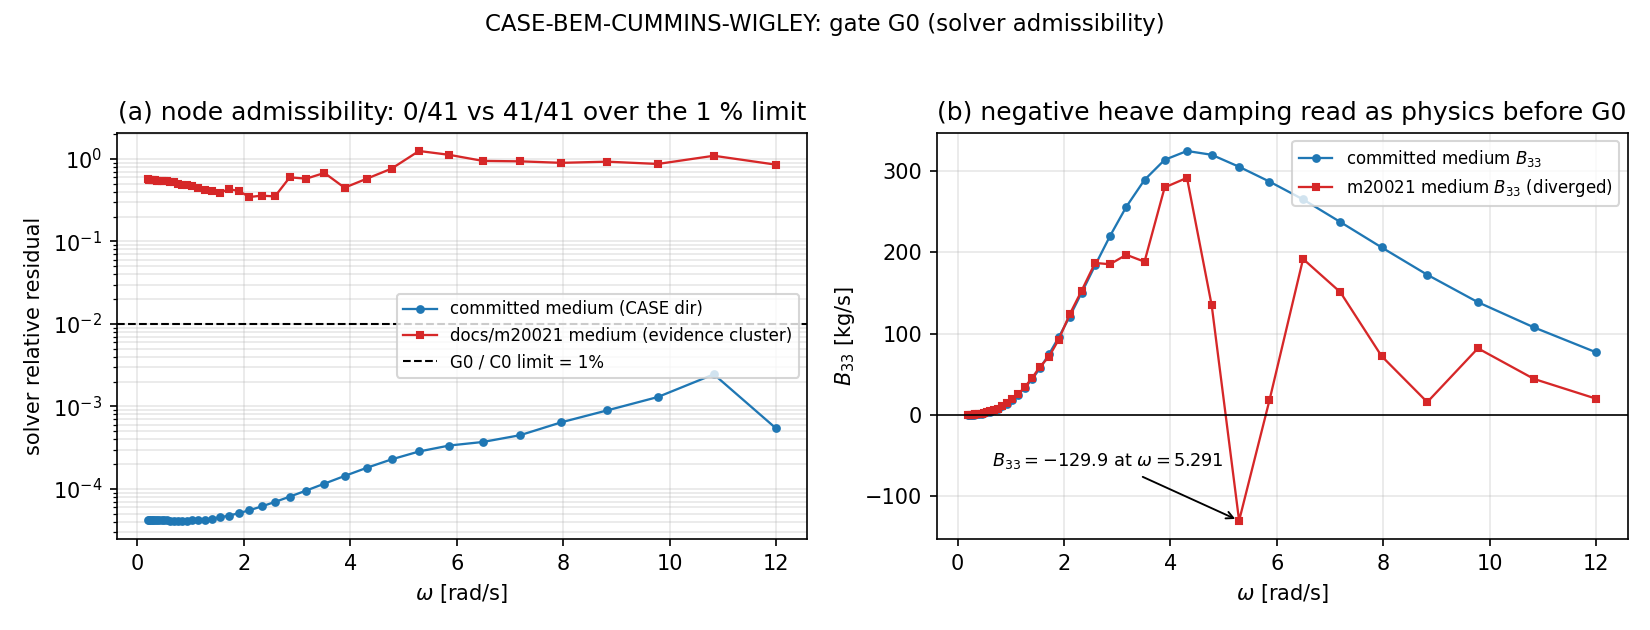 CASE-BEM-CUMMINS-WIGLEY: gate G0 (solver admissibility)
(a) node admissibility: 0/41 vs 41/41 over the 1 % limit
solver relative residual
10⁰
10⁻¹
10⁻²
10⁻³
10⁻⁴
committed medium (CASE dir)
docs/m20021 medium (evidence cluster)
G0 / C0 limit = 1%
0 2 4 6 8 10 12
ω [rad/s]
(b) negative heave damping read as physics before G0
B₃₃ [kg/s]
300
200
100
0
−100
committed medium B₃₃
m20021 medium B₃₃ (diverged)
B₃₃ = −129.9 at ω = 5.291
0 2 4 6 8 10 12
ω [rad/s]